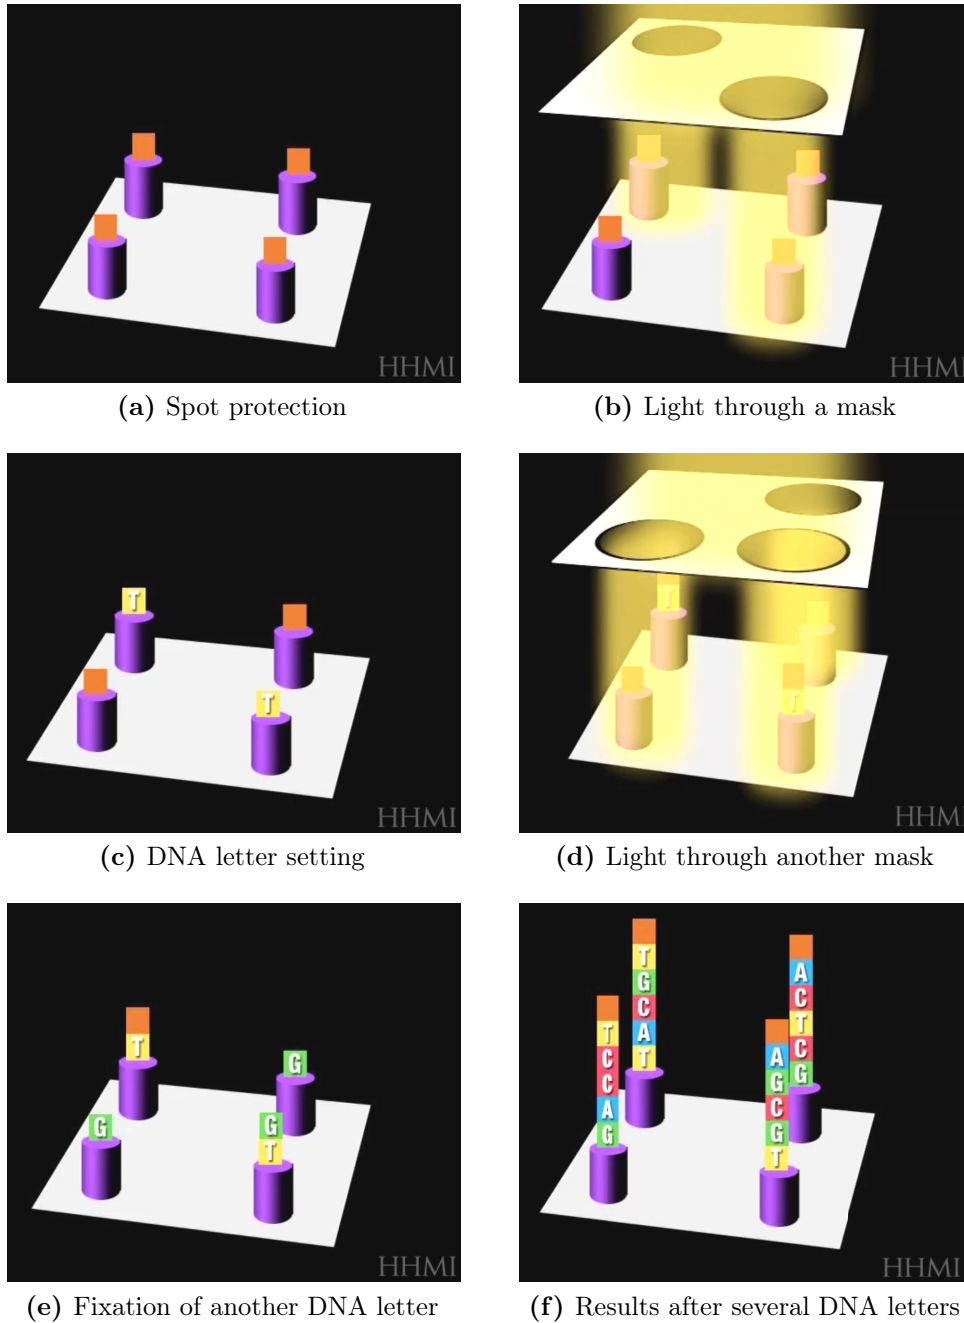 HHMI
HHMI
(a) Spot protection
(b) Light through a mask
T
T
HHMI
T
T
HHMI
(c) DNA letter setting
(d) Light through another mask
T
G
G
G
T
HHMI
T
G
C
A
T
A
C
T
C
G
T
C
C
A
G
A
G
C
G
T
HHMI
(e) Fixation of another DNA letter
(f) Results after several DNA letters